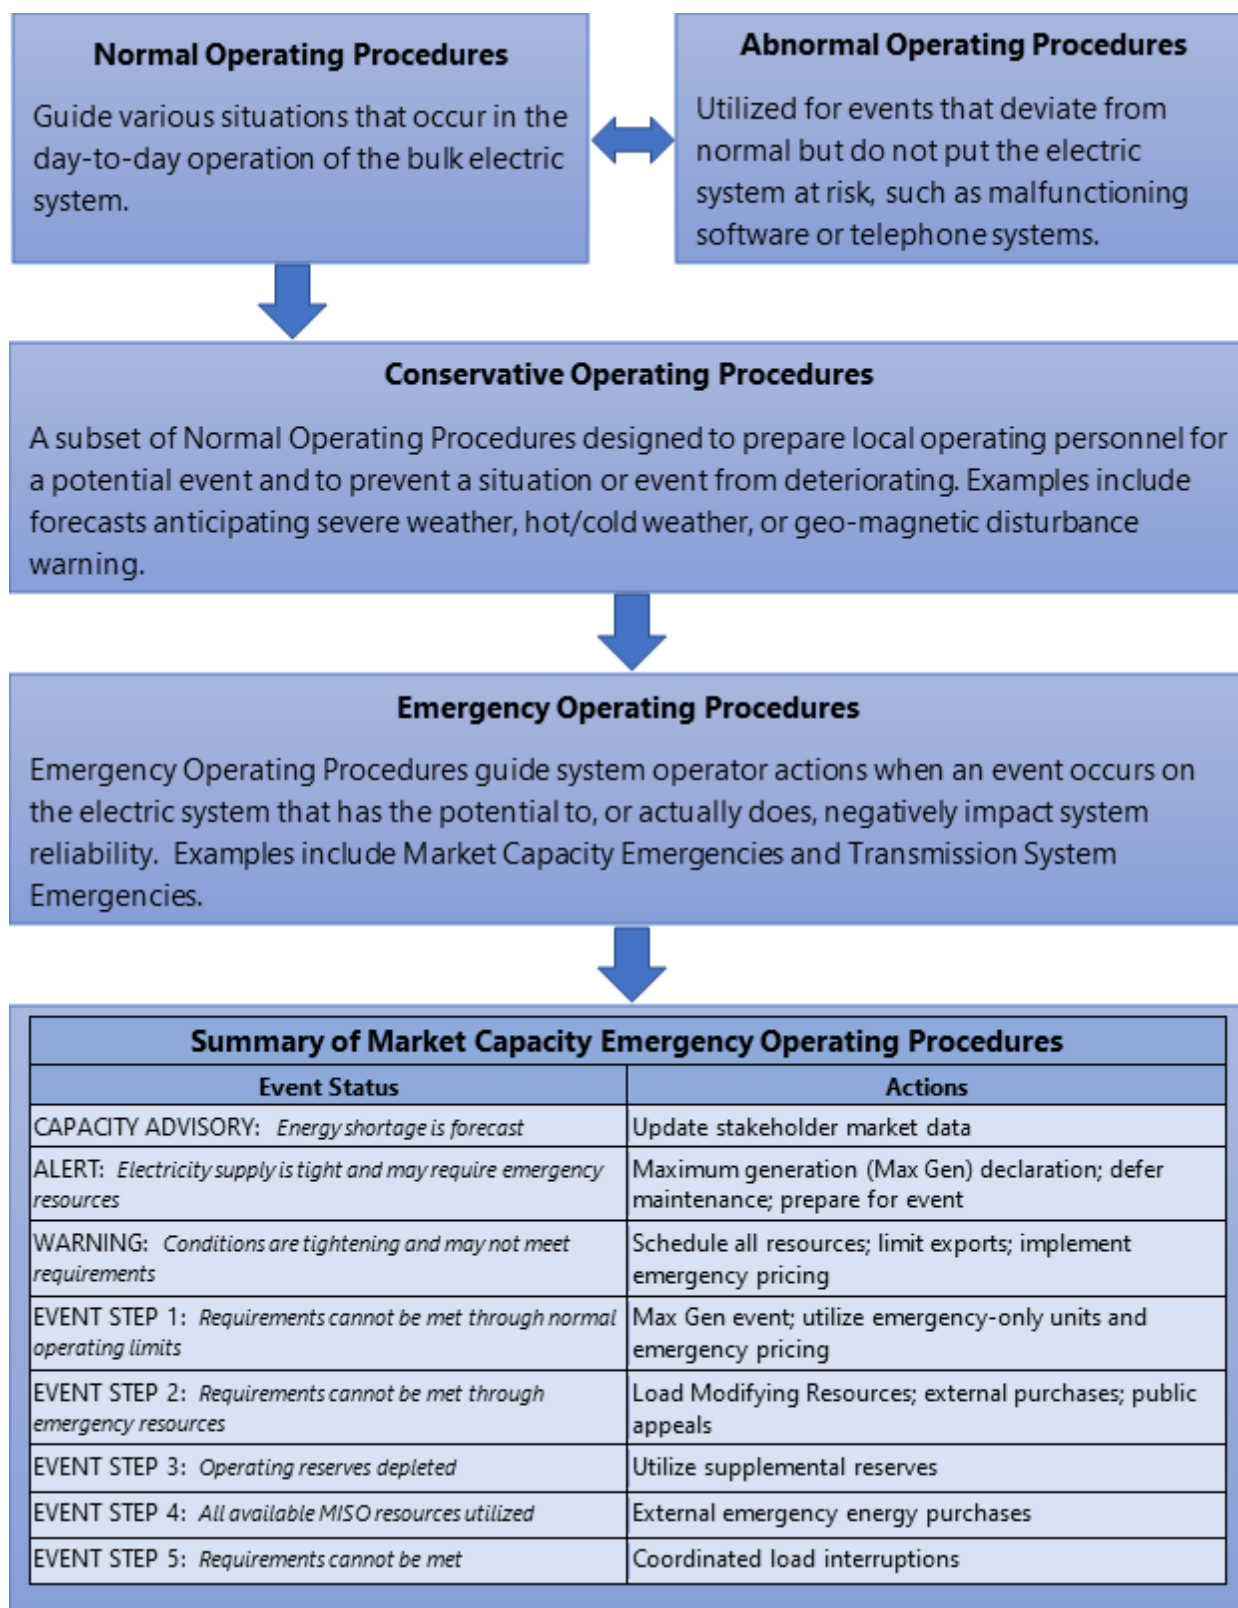 Normal Operating Procedures
Guide various situations that occur in the
day-to-day operation of the bulk electric
system.
Abnormal Operating Procedures
Utilized for events that deviate from
normal but do not put the electric
system at risk, such as malfunctioning
software or telephone systems.
Conservative Operating Procedures
A subset of Normal Operating Procedures designed to prepare local operating personnel for
a potential event and to prevent a situation or event from deteriorating. Examples include
forecasts anticipating severe weather, hot/cold weather, or geo-magnetic disturbance
warning.
Emergency Operating Procedures
Emergency Operating Procedures guide system operator actions when an event occurs on
the electric system that has the potential to, or actually does, negatively impact system
reliability. Examples include Market Capacity Emergencies and Transmission System
Emergencies.
Summary of Market Capacity Emergency Operating Procedures
Event Status
Actions
CAPACITY ADVISORY: Energy shortage is forecast
Update stakeholder market data
ALERT: Electricity supply is tight and may require emergency
resources
Maximum generation (Max Gen) declaration; defer
maintenance; prepare for event
WARNING: Conditions are tightening and may not meet
requirements
Schedule all resources; limit exports; implement
emergency pricing
EVENT STEP 1: Requirements cannot be met through normal
operating limits
Max Gen event; utilize emergency-only units and
emergency pricing
EVENT STEP 2: Requirements cannot be met through
emergency resources
Load Modifying Resources; external purchases; public
appeals
EVENT STEP 3: Operating reserves depleted
Utilize supplemental reserves
EVENT STEP 4: All available MISO resources utilized
External emergency energy purchases
EVENT STEP 5: Requirements cannot be met
Coordinated load interruptions